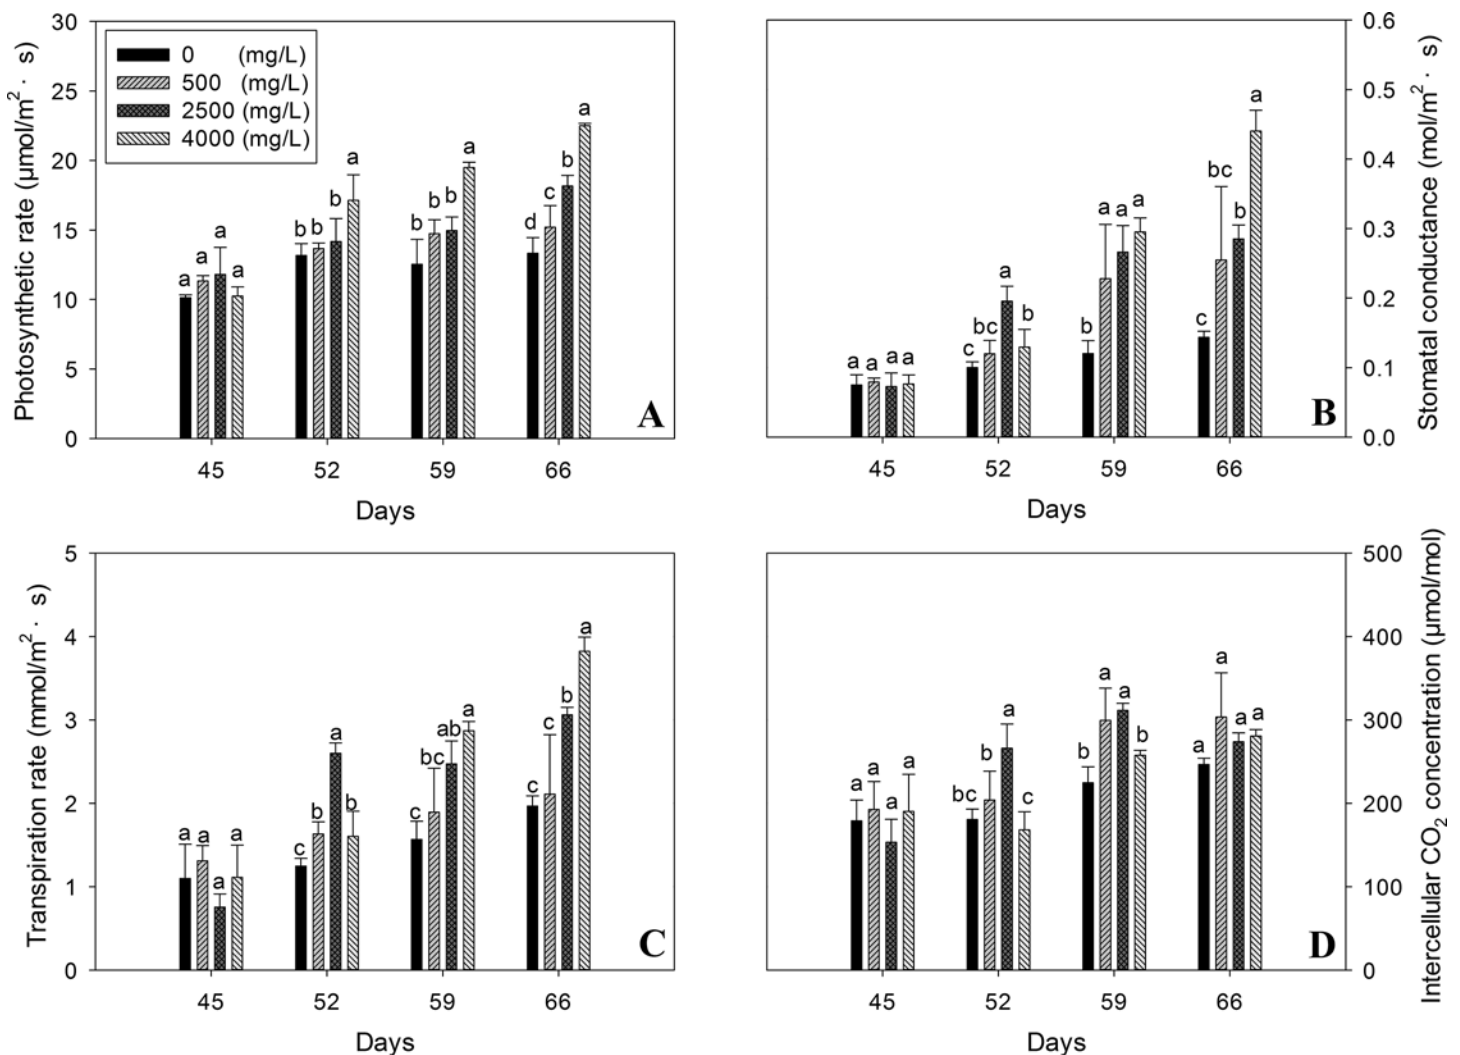 Photosynthetic rate (μmol/m² · s)
30
25
20
15
10
5
0
0 (mg/L)
500 (mg/L)
2500 (mg/L)
4000 (mg/L)
a a a a
b b b a
b b b a
d c b a
A
45 52 59 66
Days
Stomatal conductance (mol/m² · s)
0.6
0.5
0.4
0.3
0.2
0.1
0.0
a a a a
c bc a b
b a a a
c bc b a
B
45 52 59 66
Days
Transpiration rate (mmol/m² · s)
5
4
3
2
1
0
a a a a
c b a b
c bc ab a
c c b a
C
45 52 59 66
Days
Intercellular CO₂ concentration (μmol/mol)
500
400
300
200
100
0
a a a a
bc b a c
b a a b
a a a a
D
45 52 59 66
Days